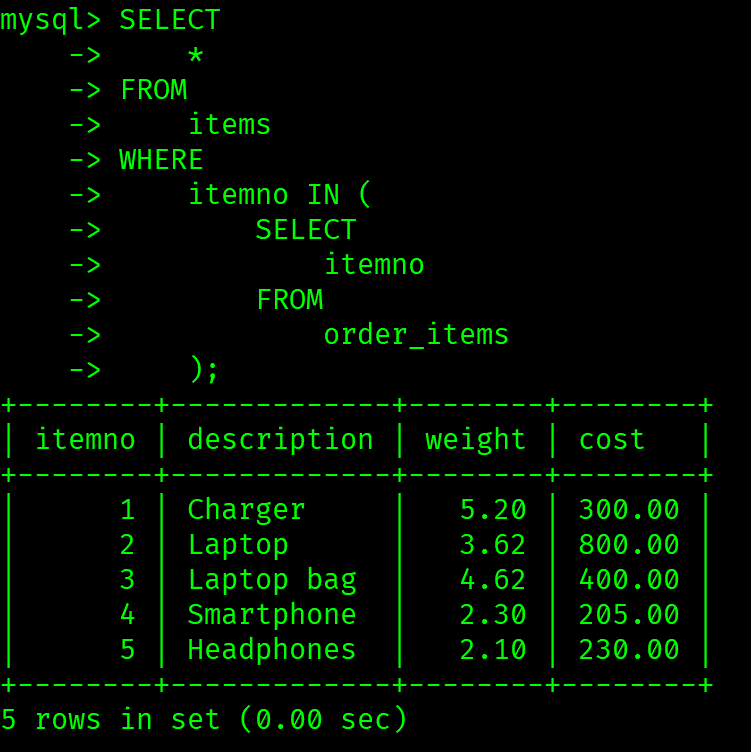 mysql> SELECT
    ->     *
    -> FROM
    ->     items
    -> WHERE
    ->     itemno IN (
    ->         SELECT
    ->             itemno
    ->         FROM
    ->             order_items
    ->     );
+--------+-------------+--------+--------+
| itemno | description | weight | cost   |
+--------+-------------+--------+--------+
|      1 | Charger     |   5.20 | 300.00 |
|      2 | Laptop      |   3.62 | 800.00 |
|      3 | Laptop bag  |   4.62 | 400.00 |
|      4 | Smartphone  |   2.30 | 205.00 |
|      5 | Headphones  |   2.10 | 230.00 |
+--------+-------------+--------+--------+
5 rows in set (0.00 sec)